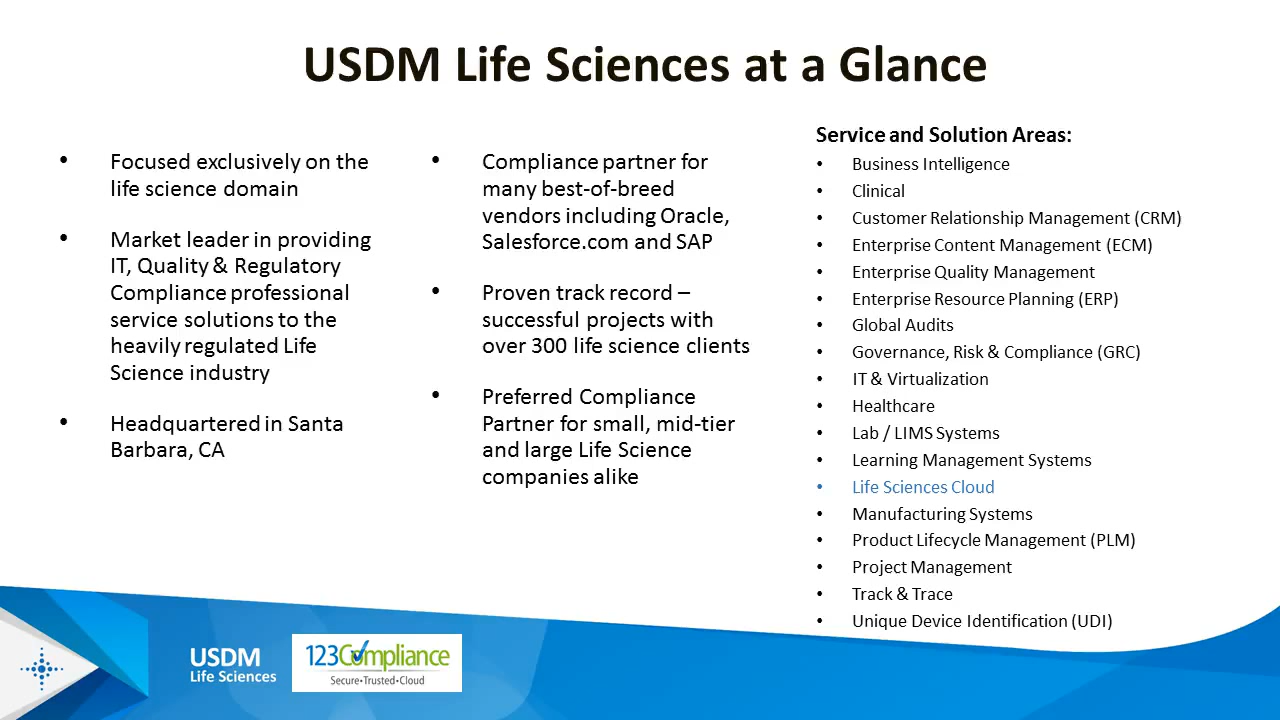 USDM Life Sciences at a Glance
• Focused exclusively on the
life science domain
• Market leader in providing
IT, Quality & Regulatory
Compliance professional
service solutions to the
heavily regulated Life
Science industry
• Headquartered in Santa
Barbara, CA
• Compliance partner for
many best-of-breed
vendors including Oracle,
Salesforce.com and SAP
• Proven track record –
successful projects with
over 300 life science clients
• Preferred Compliance
Partner for small, mid-tier
and large Life Science
companies alike
Service and Solution Areas:
• Business Intelligence
• Clinical
• Customer Relationship Management (CRM)
• Enterprise Content Management (ECM)
• Enterprise Quality Management
• Enterprise Resource Planning (ERP)
• Global Audits
• Governance, Risk & Compliance (GRC)
• IT & Virtualization
• Healthcare
• Lab / LIMS Systems
• Learning Management Systems
• Life Sciences Cloud
• Manufacturing Systems
• Product Lifecycle Management (PLM)
• Project Management
• Track & Trace
• Unique Device Identification (UDI)
USDM
Life Sciences
123Compliance
Secure•Trusted•Cloud